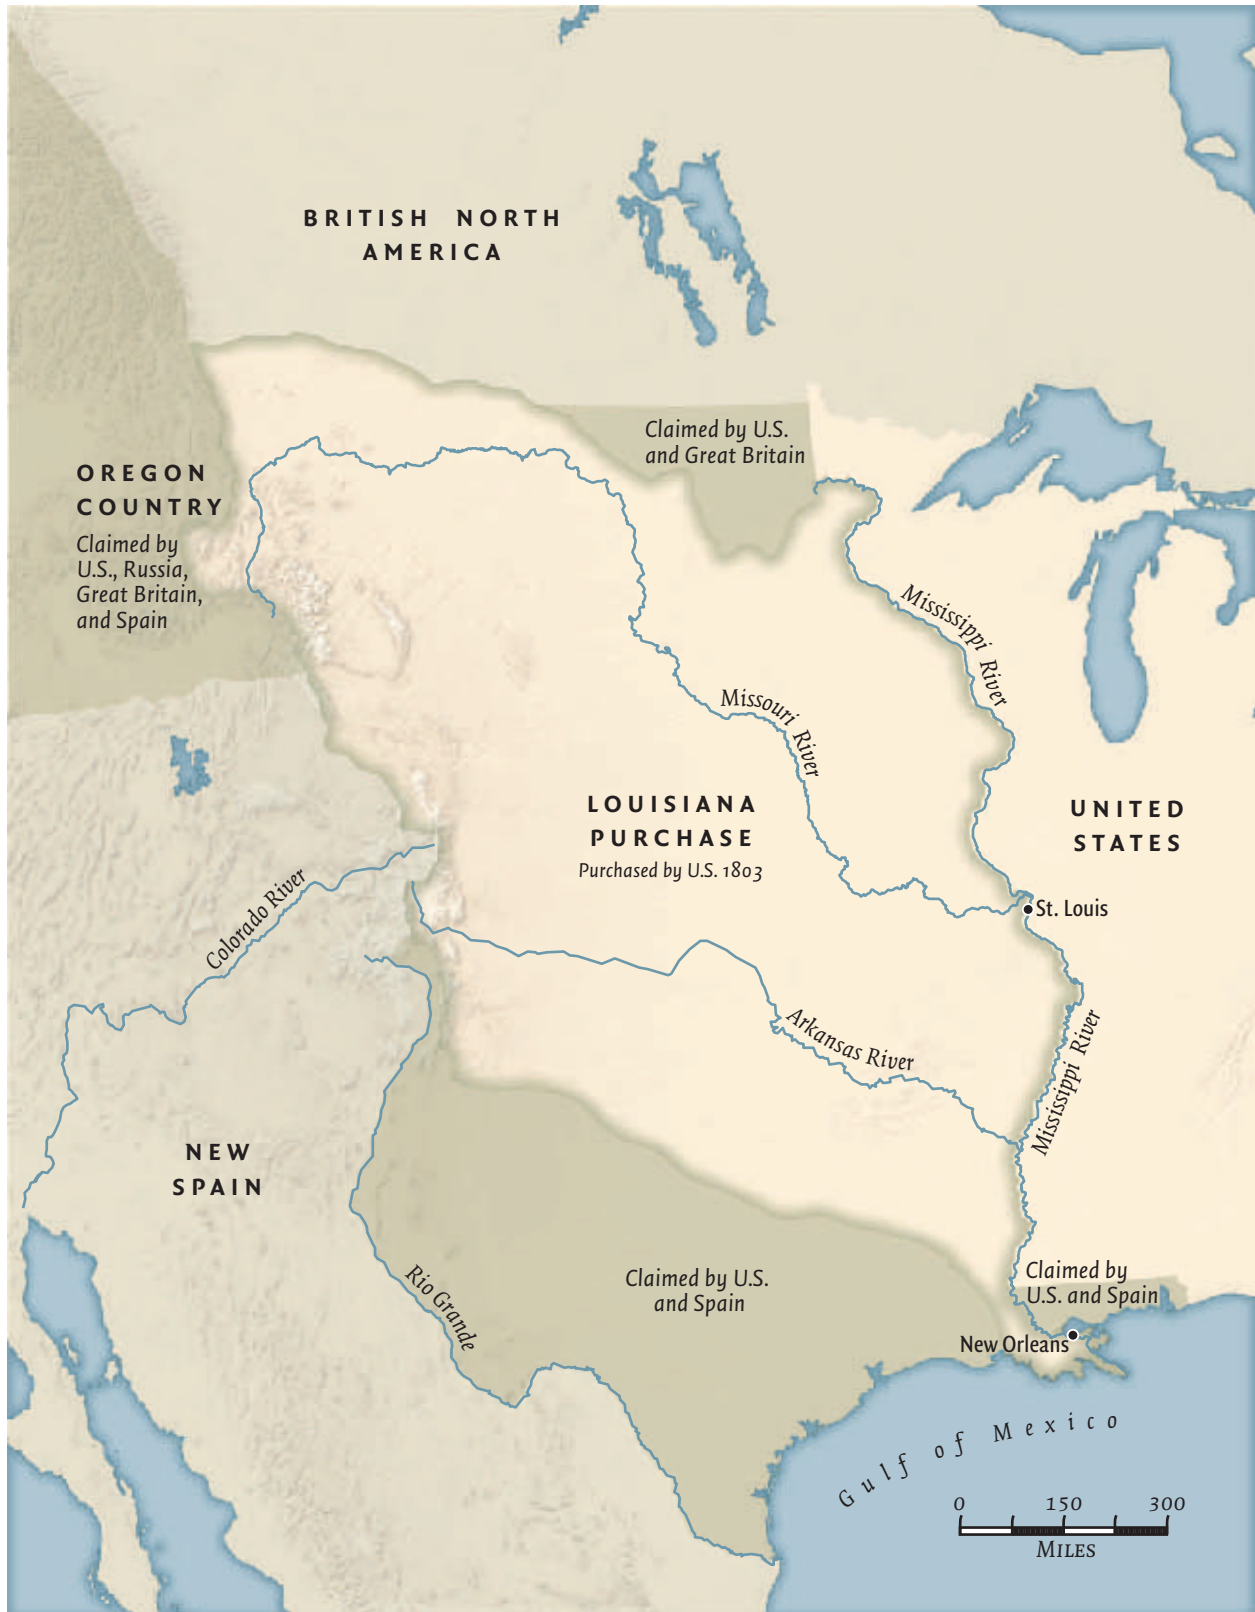 BRITISH NORTH
AMERICA
Claimed by U.S.
and Great Britain
OREGON
COUNTRY
Claimed by
U.S., Russia,
Great Britain,
and Spain
Mississippi River
Missouri River
LOUISIANA
PURCHASE
Purchased by U.S. 1803
UNITED
STATES
Colorado River
St. Louis
Arkansas River
Mississippi River
NEW
SPAIN
Rio Grande
Claimed by U.S.
and Spain
Claimed by
U.S. and Spain
New Orleans
Gulf of Mexico
0 150 300
MILES